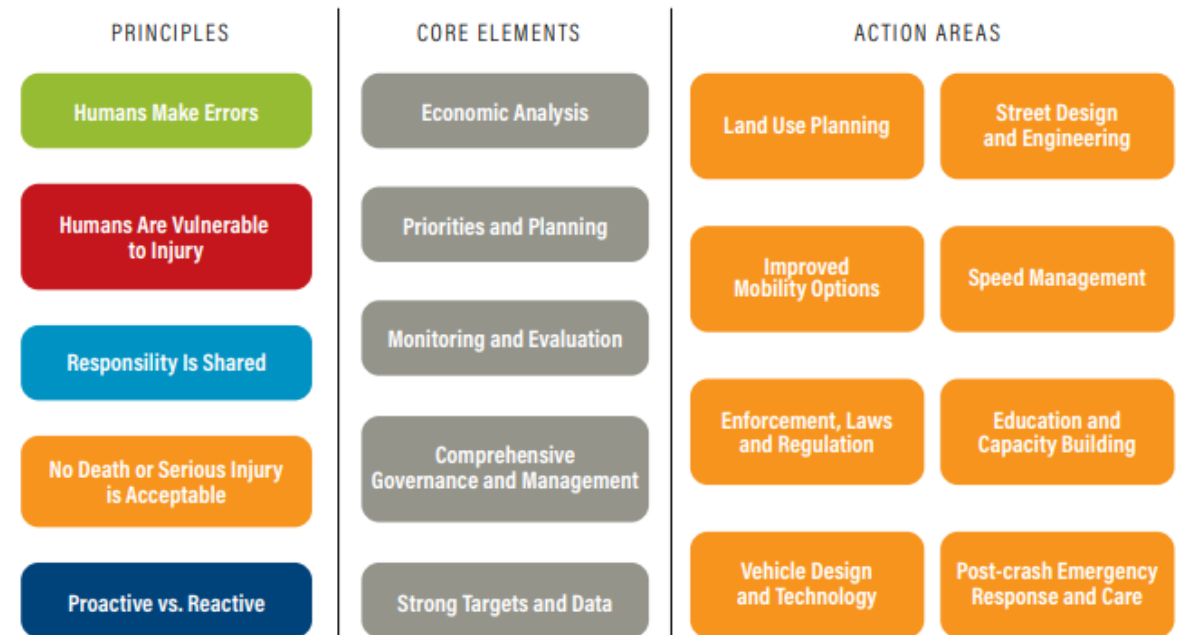 PRINCIPLES
Humans Make Errors
Humans Are Vulnerable
to Injury
Responsility Is Shared
No Death or Serious Injury
is Acceptable
Proactive vs. Reactive
CORE ELEMENTS
Economic Analysis
Priorities and Planning
Monitoring and Evaluation
Comprehensive
Governance and Management
Strong Targets and Data
ACTION AREAS
Land Use Planning
Street Design
and Engineering
Improved
Mobility Options
Speed Management
Enforcement, Laws
and Regulation
Education and
Capacity Building
Vehicle Design
and Technology
Post-crash Emergency
Response and Care